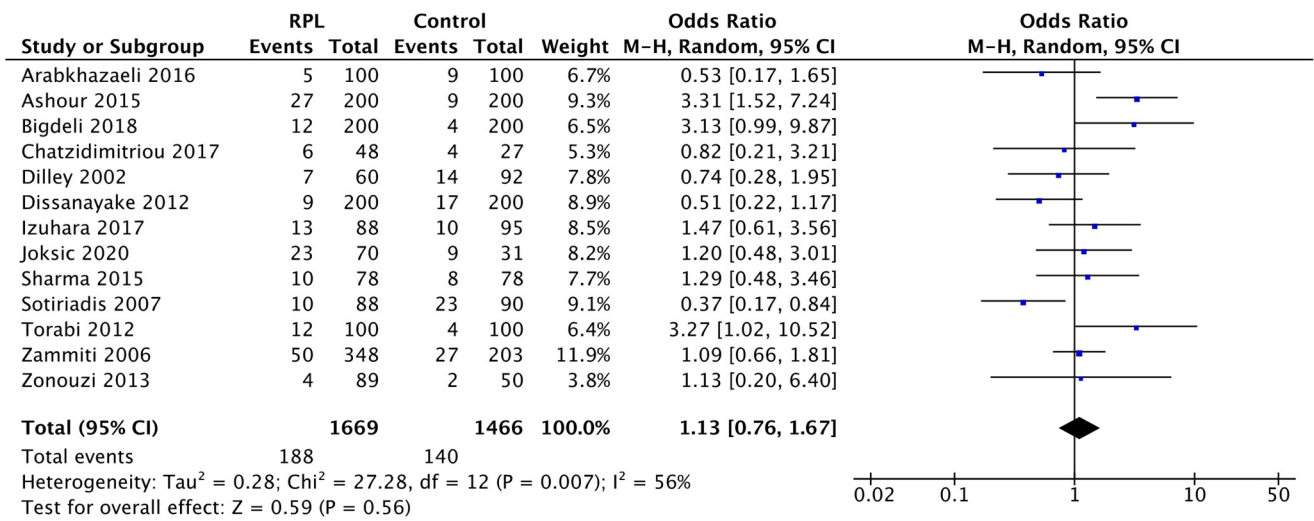 RPL Control Odds Ratio Odds Ratio
Study or Subgroup Events Total Events Total Weight M-H, Random, 95% CI M-H, Random, 95% CI
Arabkhazaeli 2016 5 100 9 100 6.7% 0.53 [0.17, 1.65]
Ashour 2015 27 200 9 200 9.3% 3.31 [1.52, 7.24]
Bigdeli 2018 12 200 4 200 6.5% 3.13 [0.99, 9.87]
Chatzidimitriou 2017 6 48 4 27 5.3% 0.82 [0.21, 3.21]
Dilley 2002 7 60 14 92 7.8% 0.74 [0.28, 1.95]
Dissanayake 2012 9 200 17 200 8.9% 0.51 [0.22, 1.17]
Izuhara 2017 13 88 10 95 8.5% 1.47 [0.61, 3.56]
Joksic 2020 23 70 9 31 8.2% 1.20 [0.48, 3.01]
Sharma 2015 10 78 8 78 7.7% 1.29 [0.48, 3.46]
Sotiriadis 2007 10 88 23 90 9.1% 0.37 [0.17, 0.84]
Torabi 2012 12 100 4 100 6.4% 3.27 [1.02, 10.52]
Zammiti 2006 50 348 27 203 11.9% 1.09 [0.66, 1.81]
Zonouzi 2013 4 89 2 50 3.8% 1.13 [0.20, 6.40]
Total (95% CI) 1669 1466 100.0% 1.13 [0.76, 1.67]
Total events 188 140
Heterogeneity: Tau² = 0.28; Chi² = 27.28, df = 12 (P = 0.007); I² = 56%
Test for overall effect: Z = 0.59 (P = 0.56)
0.02 0.1 1 10 50